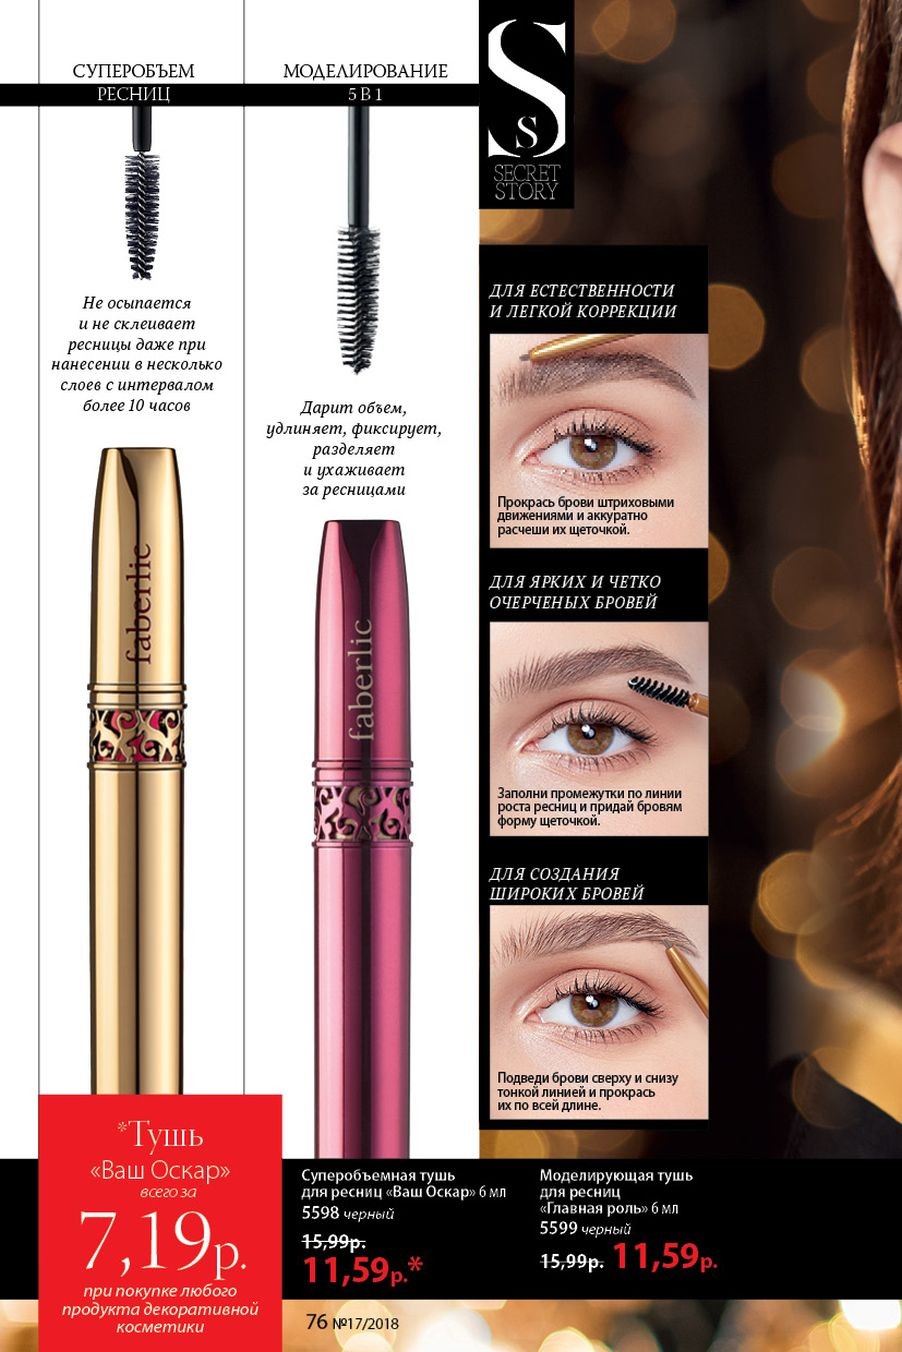 СУПЕРОБЪЕМ
РЕСНИЦ
Не осыпается
и не склеивает
ресницы даже при
нанесении в несколько
слоев с интервалом
более 10 часов
faberlic
МОДЕЛИРОВАНИЕ
5 В 1
Дарит объем,
удлиняет, фиксирует,
разделяет
и ухаживает
за ресницами
faberlic
S
S
SECRET
STORY
ДЛЯ ЕСТЕСТВЕННОСТИ
И ЛЕГКОЙ КОРРЕКЦИИ
Прокрась брови штриховыми
движениями и аккуратно
расчеши их щеточкой.
ДЛЯ ЯРКИХ И ЧЕТКО
ОЧЕРЧЕНЫХ БРОВЕЙ
Заполни промежутки по линии
роста ресниц и придай бровям
форму щеточкой.
ДЛЯ СОЗДАНИЯ
ШИРОКИХ БРОВЕЙ
Подведи брови сверху и снизу
тонкой линией и прокрась
их по всей длине.
*Тушь
«Ваш Оскар»
всего за
7,19р.
при покупке любого
продукта декоративной
косметики
Суперобъемная тушь
для ресниц «Ваш Оскар» 6 мл
5598 черный
15,99р.
11,59р.*
Моделирующая тушь
для ресниц
«Главная роль» 6 мл
5599 черный
15,99р. 11,59р.
76 №17/2018